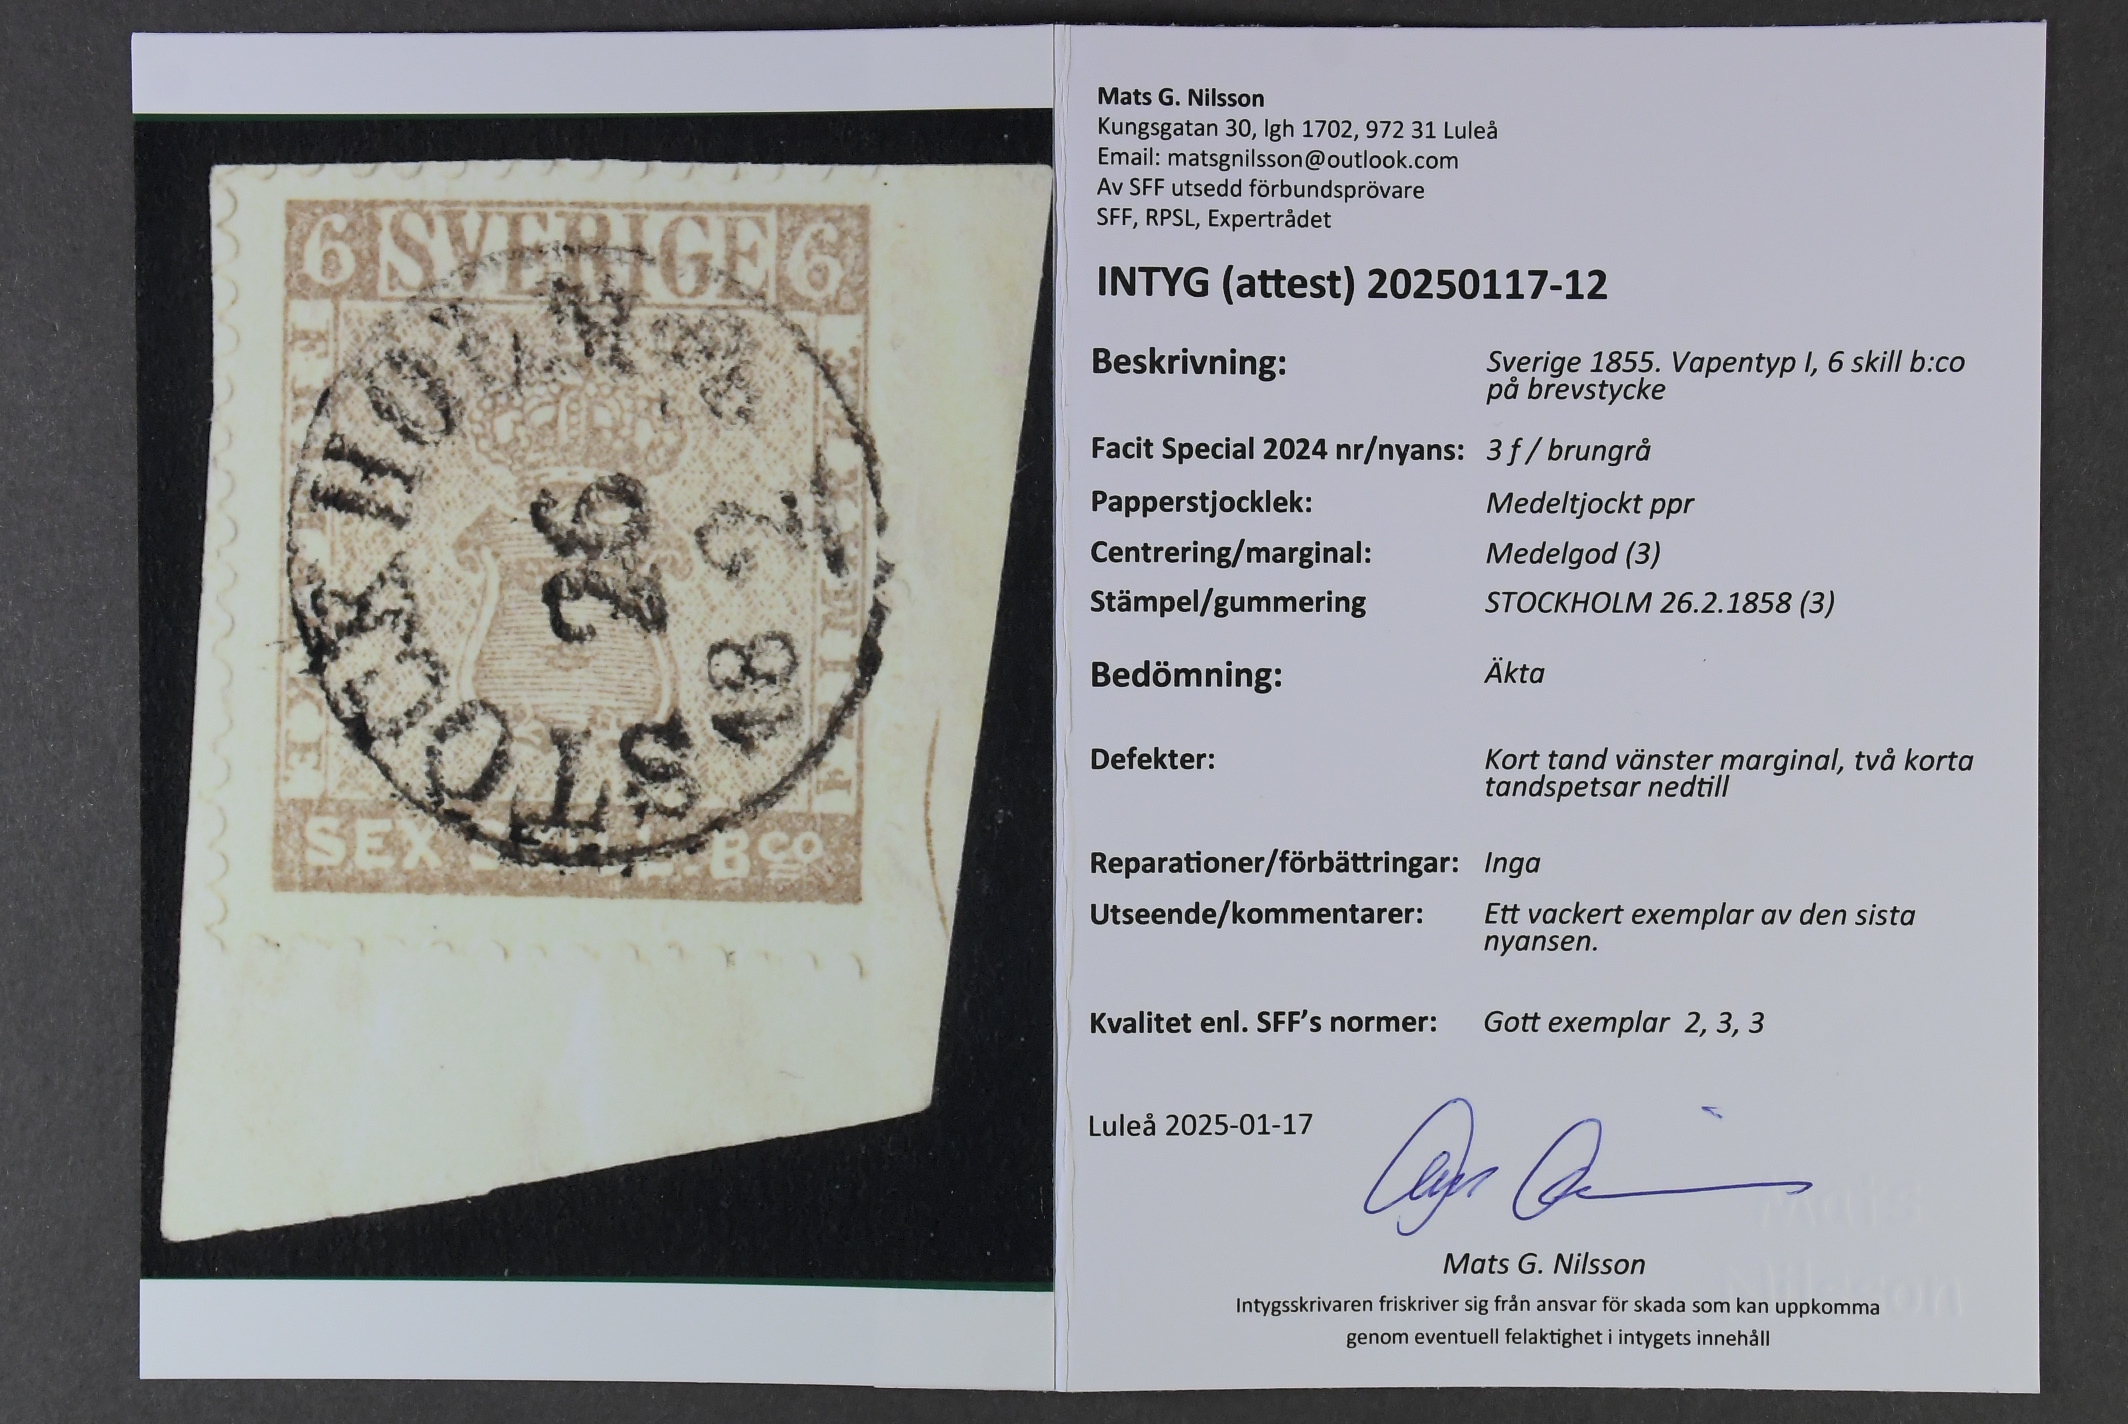 6 SVERIGE 6
STOCKHOLM
26
2
18
SEX
B CO
Mats G. Nilsson
Kungsgatan 30, lgh 1702, 972 31 Luleå
Email: matsgnilsson@outlook.com
Av SFF utsedd förbundsprövare
SFF, RPSL, Expertrådet
INTYG (attest) 20250117-12
Beskrivning: Sverige 1855. Vapentyp I, 6 skill b:co
på brevstycke
Facit Special 2024 nr/nyans: 3 f / brungrå
Papperstjocklek: Medeltjockt ppr
Centrering/marginal: Medelgod (3)
Stämpel/gummering STOCKHOLM 26.2.1858 (3)
Bedömning: Äkta
Defekter: Kort tand vänster marginal, två korta
tandspetsar nedtill
Reparationer/förbättringar: Inga
Utseende/kommentarer: Ett vackert exemplar av den sista
nyansen.
Kvalitet enl. SFF’s normer: Gott exemplar 2, 3, 3
Luleå 2025-01-17
Mats G. Nilsson
Intygsskrivaren friskriver sig från ansvar för skada som kan uppkomma
genom eventuell felaktighet i intygets innehåll